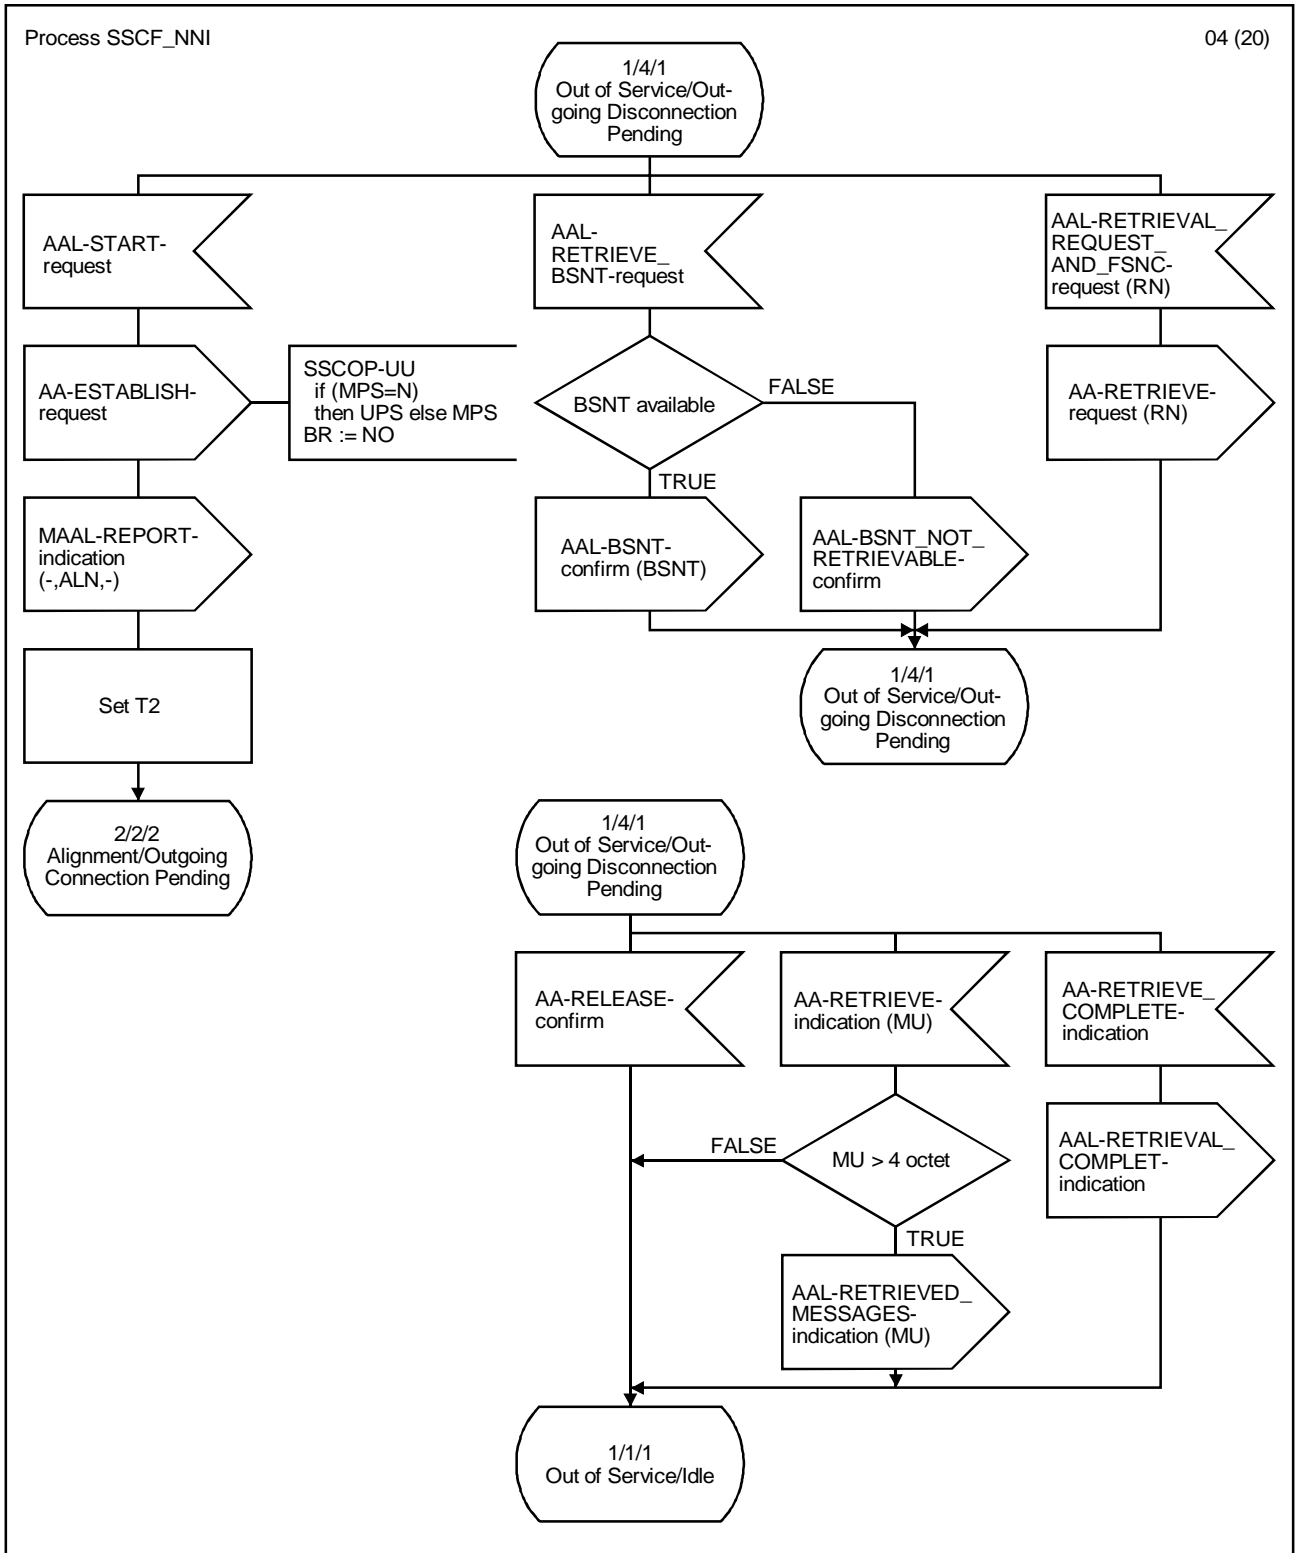 Process SSCF_NNI
04 (20)
1/4/1
Out of Service/Out-
going Disconnection
Pending
AAL-START-
request
AAL-
RETRIEVE_
BSNT-request
AAL-RETRIEVAL_
REQUEST_
AND_FSNC-
request (RN)
AA-ESTABLISH-
request
SSCOP-UU
if (MPS=N)
then UPS else MPS
BR := NO
BSNT available
FALSE
TRUE
AA-RETRIEVE-
request (RN)
MAAL-REPORT-
indication
(-,ALN,-)
AAL-BSNT-
confirm (BSNT)
AAL-BSNT_NOT_
RETRIEVABLE-
confirm
Set T2
1/4/1
Out of Service/Out-
going Disconnection
Pending
2/2/2
Alignment/Outgoing
Connection Pending
1/4/1
Out of Service/Out-
going Disconnection
Pending
AA-RELEASE-
confirm
AA-RETRIEVE-
indication (MU)
AA-RETRIEVE_
COMPLETE-
indication
FALSE
MU > 4 octet
TRUE
AAL-RETRIEVAL_
COMPLET-
indication
AAL-RETRIEVED_
MESSAGES-
indication (MU)
1/1/1
Out of Service/Idle